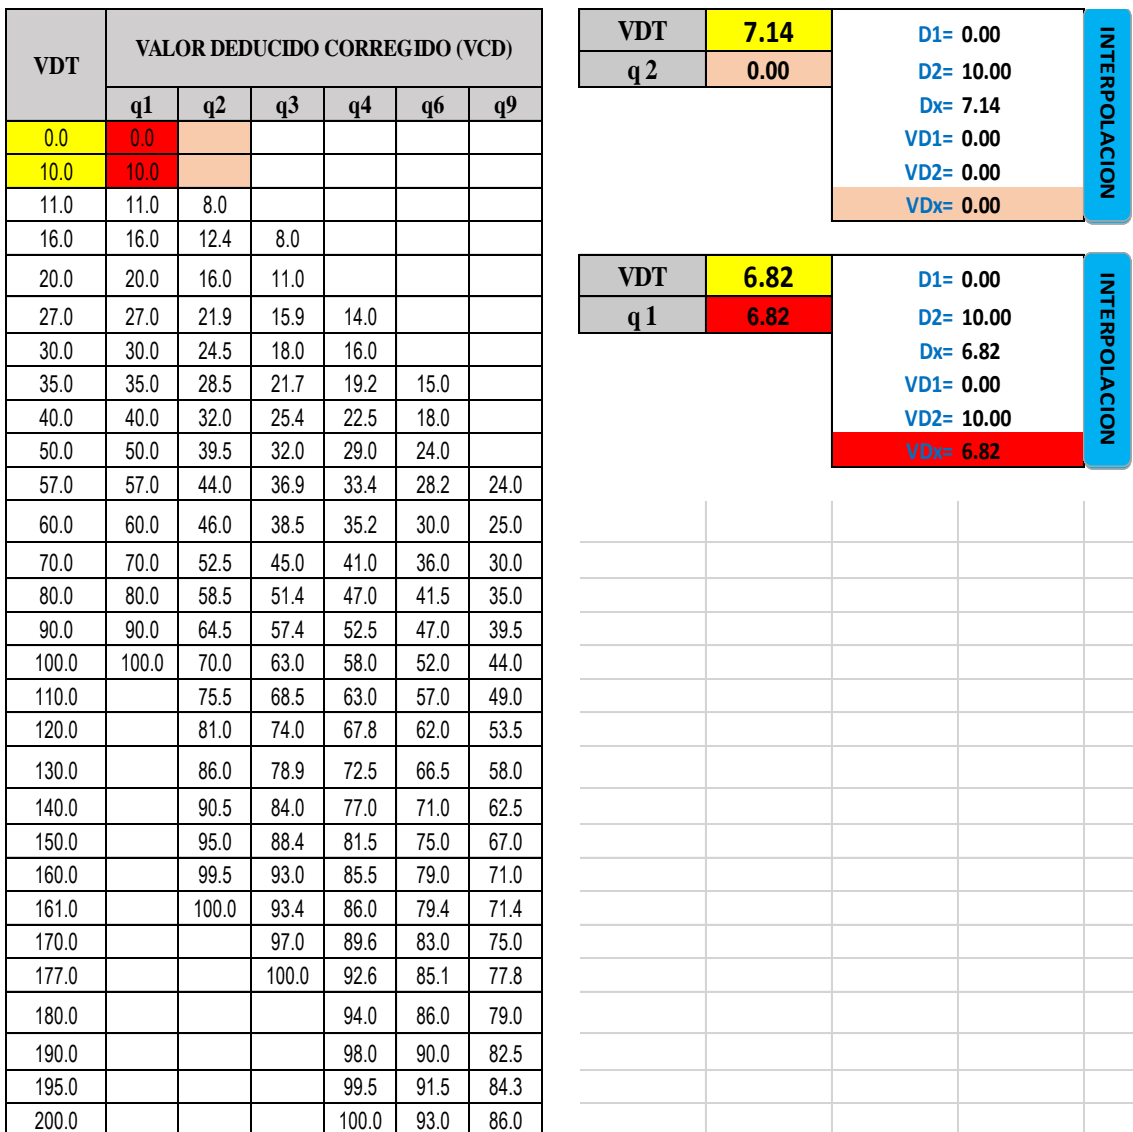 VDT VALOR DEDUCIDO CORREGIDO (VCD)
q1 q2 q3 q4 q6 q9
0.0 0.0
10.0 10.0
11.0 11.0 8.0
16.0 16.0 12.4 8.0
20.0 20.0 16.0 11.0
27.0 27.0 21.9 15.9 14.0
30.0 30.0 24.5 18.0 16.0
35.0 35.0 28.5 21.7 19.2 15.0
40.0 40.0 32.0 25.4 22.5 18.0
50.0 50.0 39.5 32.0 29.0 24.0
57.0 57.0 44.0 36.9 33.4 28.2 24.0
60.0 60.0 46.0 38.5 35.2 30.0 25.0
70.0 70.0 52.5 45.0 41.0 36.0 30.0
80.0 80.0 58.5 51.4 47.0 41.5 35.0
90.0 90.0 64.5 57.4 52.5 47.0 39.5
100.0 100.0 70.0 63.0 58.0 52.0 44.0
110.0 75.5 68.5 63.0 57.0 49.0
120.0 81.0 74.0 67.8 62.0 53.5
130.0 86.0 78.9 72.5 66.5 58.0
140.0 90.5 84.0 77.0 71.0 62.5
150.0 95.0 88.4 81.5 75.0 67.0
160.0 99.5 93.0 85.5 79.0 71.0
161.0 100.0 93.4 86.0 79.4 71.4
170.0 97.0 89.6 83.0 75.0
177.0 100.0 92.6 85.1 77.8
180.0 94.0 86.0 79.0
190.0 98.0 90.0 82.5
195.0 99.5 91.5 84.3
200.0 100.0 93.0 86.0
VDT 7.14
q 2 0.00
D1= 0.00
D2= 10.00
Dx= 7.14
VD1= 0.00
VD2= 0.00
VDx= 0.00
INTERPOLACION
VDT 6.82
q 1 6.82
D1= 0.00
D2= 10.00
Dx= 6.82
VD1= 0.00
VD2= 10.00
VDx= 6.82
INTERPOLACION